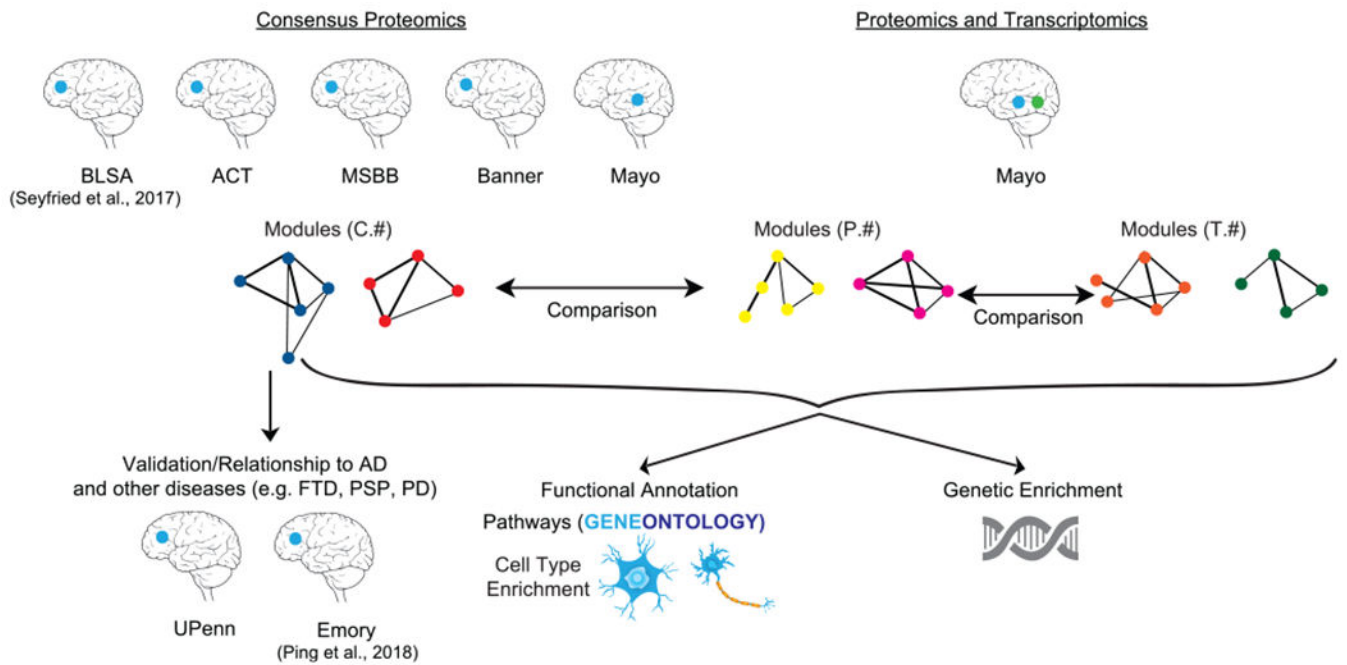 Consensus Proteomics
Proteomics and Transcriptomics
BLSA
(Seyfried et al., 2017)
ACT
MSBB
Banner
Mayo
Mayo
Modules (C.#)
Modules (P.#)
Modules (T.#)
Comparison
Comparison
Validation/Relationship to AD
and other diseases (e.g. FTD, PSP, PD)
UPenn
Emory
(Ping et al., 2018)
Functional Annotation
Pathways (GENEONTOLOGY)
Cell Type
Enrichment
Genetic Enrichment